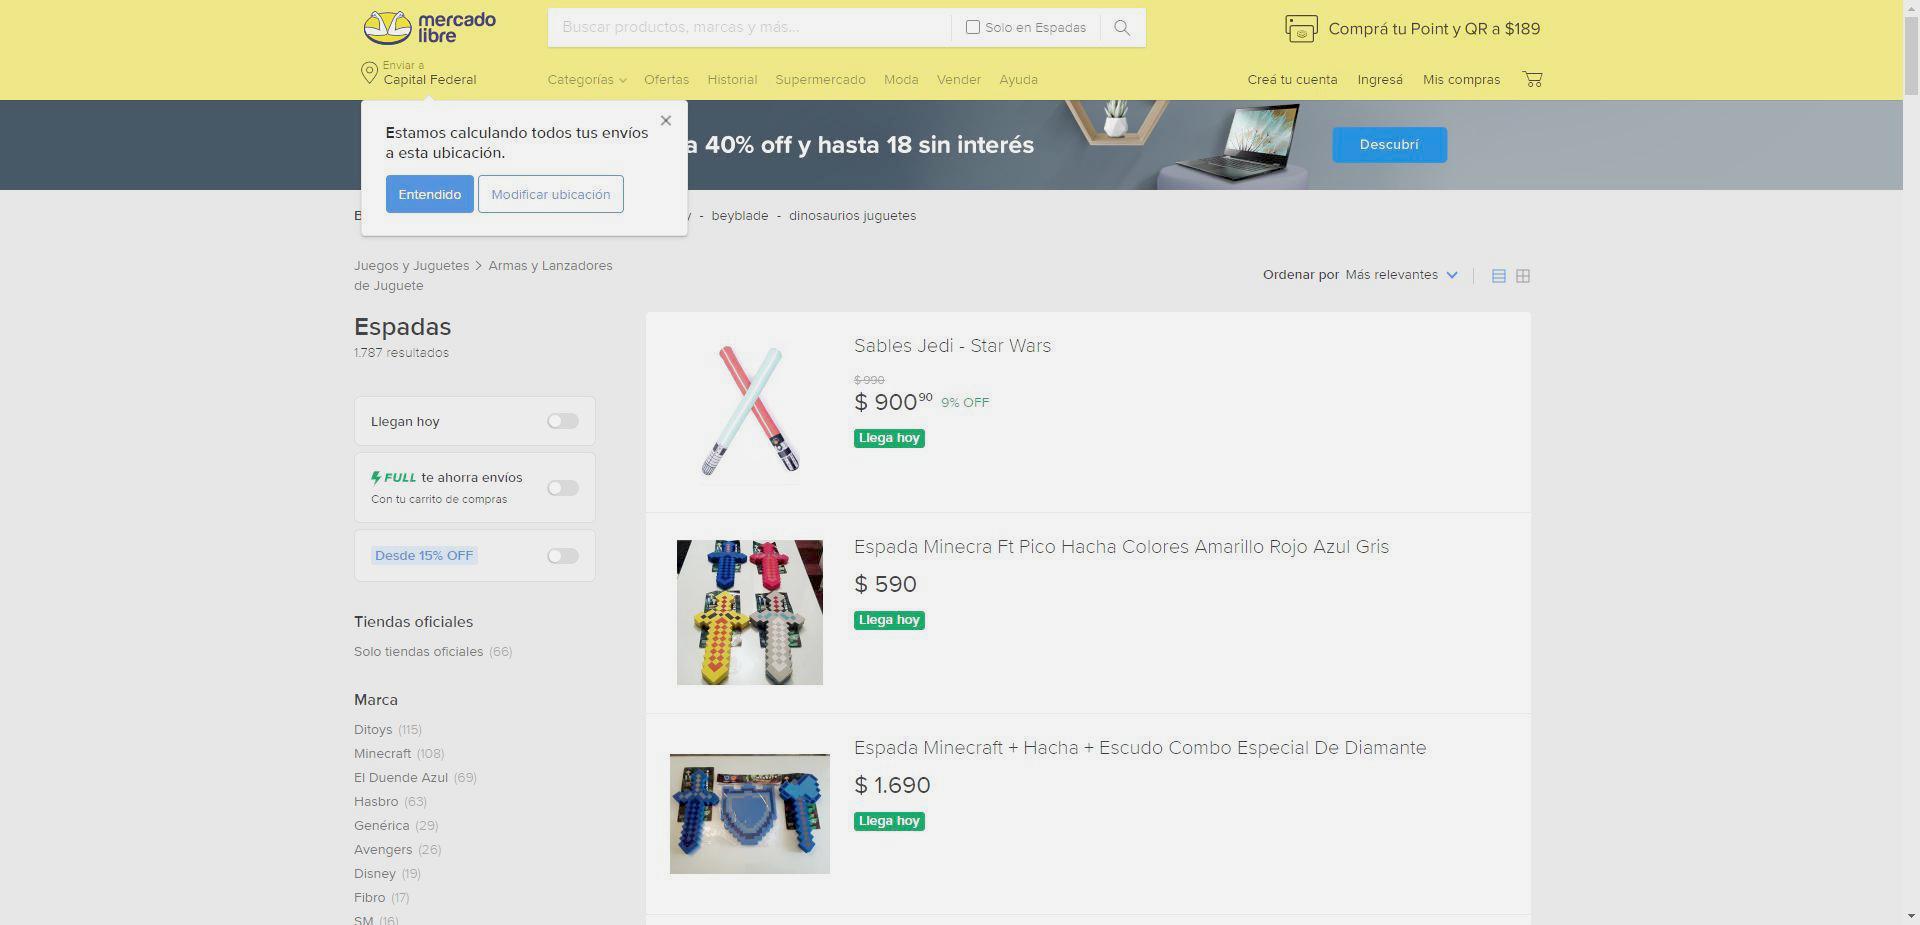 mercado
libre
Buscar productos, marcas y más...
Solo en Espadas
Comprá tu Point y QR a $189
Enviar a
Capital Federal
Categorías
Ofertas
Historial
Supermercado
Moda
Vender
Ayuda
Creá tu cuenta
Ingresá
Mis compras
Estamos calculando todos tus envíos
a esta ubicación.
Entendido
Modificar ubicación
a 40% off y hasta 18 sin interés
Descubrí
- beyblade - dinosaurios juguetes
Juegos y Juguetes > Armas y Lanzadores
de Juguete
Ordenar por Más relevantes
Espadas
1.787 resultados
Llegan hoy
FULL te ahorra envíos
Con tu carrito de compras
Desde 15% OFF
Tiendas oficiales
Solo tiendas oficiales (66)
Marca
Ditoys (115)
Minecraft (108)
El Duende Azul (69)
Hasbro (63)
Genérica (29)
Avengers (26)
Disney (19)
Fibro (17)
SM (16)
Sables Jedi - Star Wars
$ 990
$ 900 90 9% OFF
Llega hoy
Espada Minecra Ft Pico Hacha Colores Amarillo Rojo Azul Gris
$ 590
Llega hoy
Espada Minecraft + Hacha + Escudo Combo Especial De Diamante
$ 1.690
Llega hoy